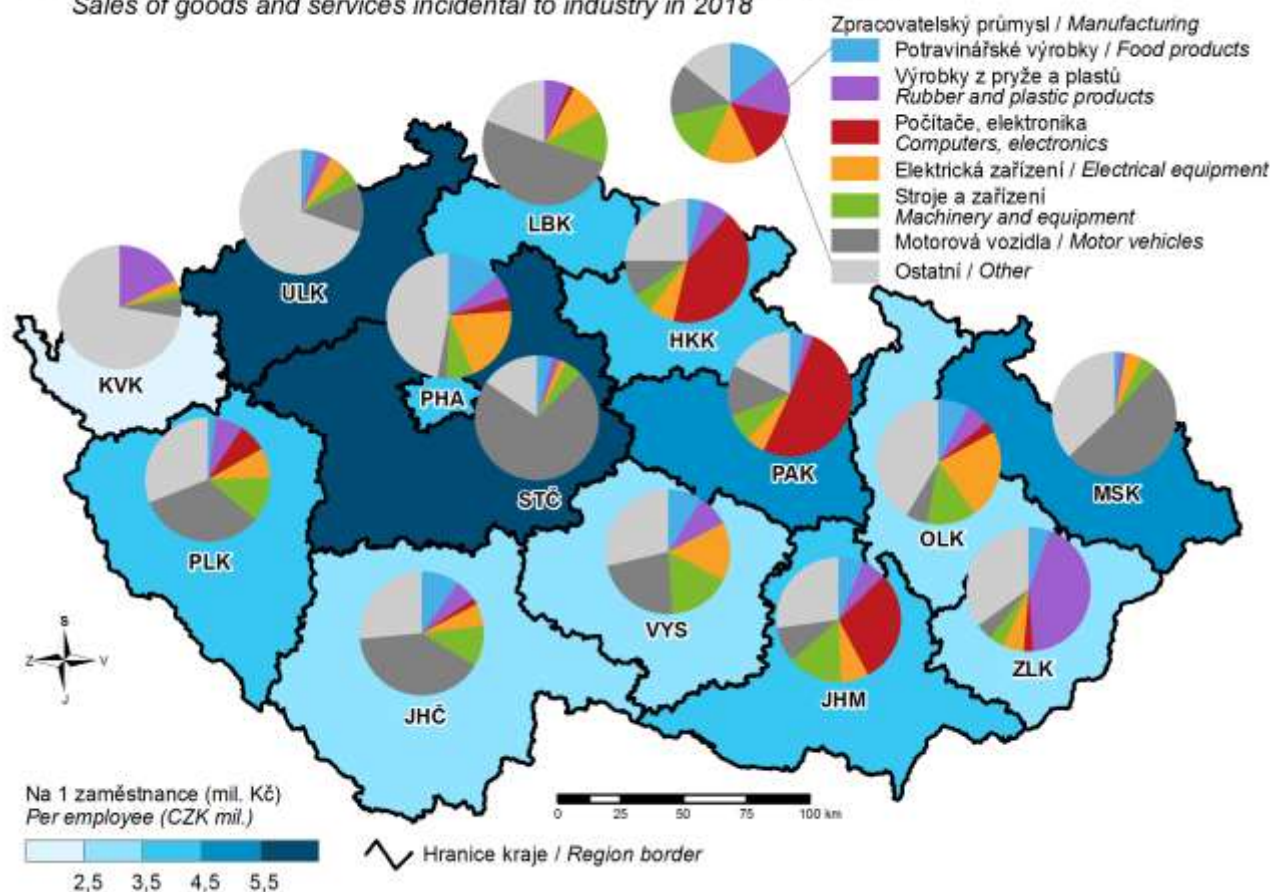 Sales of goods and services incidental to industry in 2018
Zpracovatelský průmysl / Manufacturing
Potravinářské výrobky / Food products
Výrobky z pryže a plastů
Rubber and plastic products
Počítače, elektronika
Computers, electronics
Elektrická zařízení / Electrical equipment
Stroje a zařízení
Machinery and equipment
Motorová vozidla / Motor vehicles
Ostatní / Other
LBK
ULK
HKK
KVK
PHA
STČ
PAK
MSK
OLK
PLK
VYS
ZLK
JHČ
JHM
S
Z V
J
Na 1 zaměstnance (mil. Kč)
Per employee (CZK mil.)
2,5 3,5 4,5 5,5
Hranice kraje / Region border
0 25 50 75 100 km